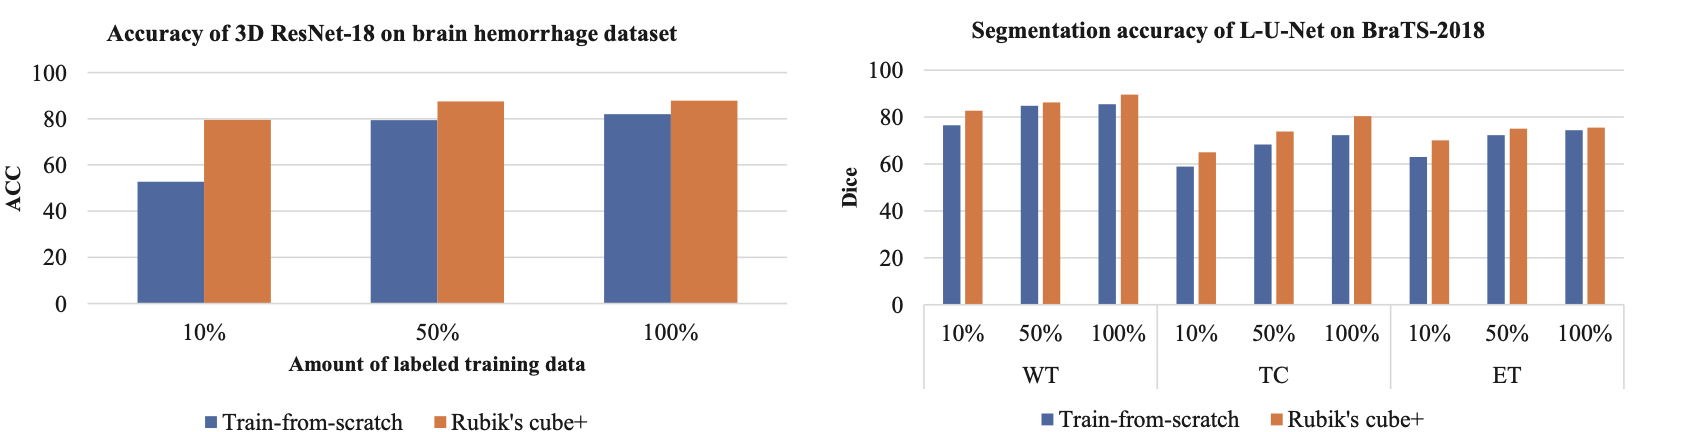 Accuracy of 3D ResNet-18 on brain hemorrhage dataset
100
80
60
40
20
0
ACC
10% 50% 100%
Amount of labeled training data
Train-from-scratch Rubik's cube+
Segmentation accuracy of L-U-Net on BraTS-2018
100
80
60
40
20
0
Dice
10% 50% 100% 10% 50% 100% 10% 50% 100%
WT TC ET
Train-from-scratch Rubik's cube+